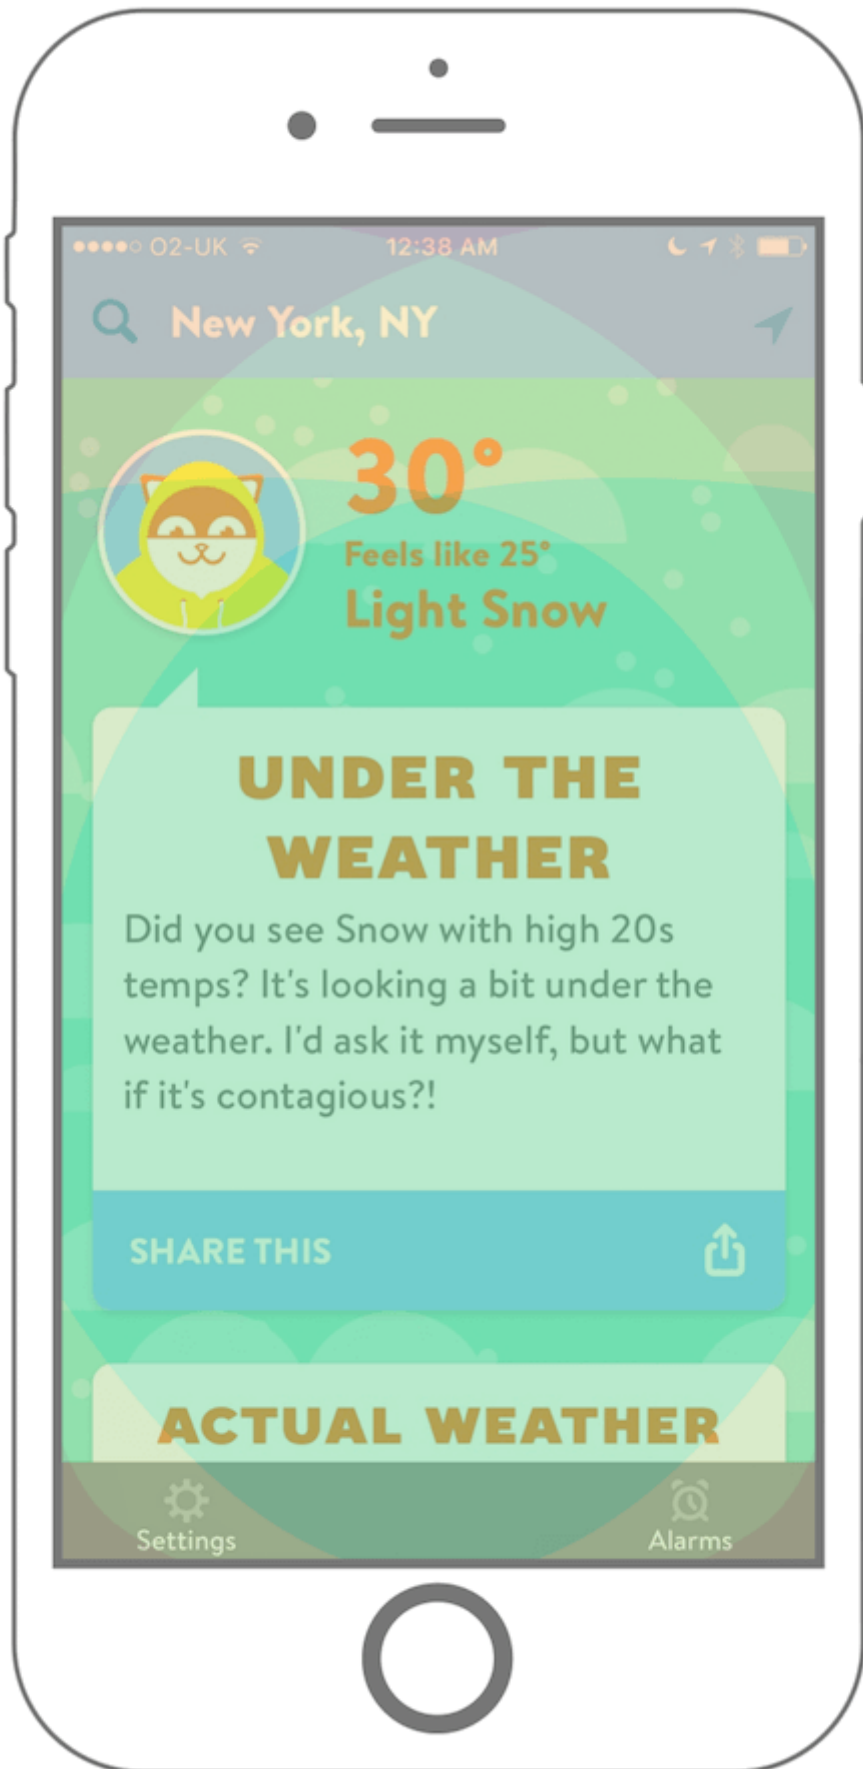 O2-UK 12:38 AM
New York, NY
30°
Feels like 25°
Light Snow
UNDER THE
WEATHER
Did you see Snow with high 20s
temps? It's looking a bit under the
weather. I'd ask it myself, but what
if it's contagious?!
SHARE THIS
ACTUAL WEATHER
Settings Alarms